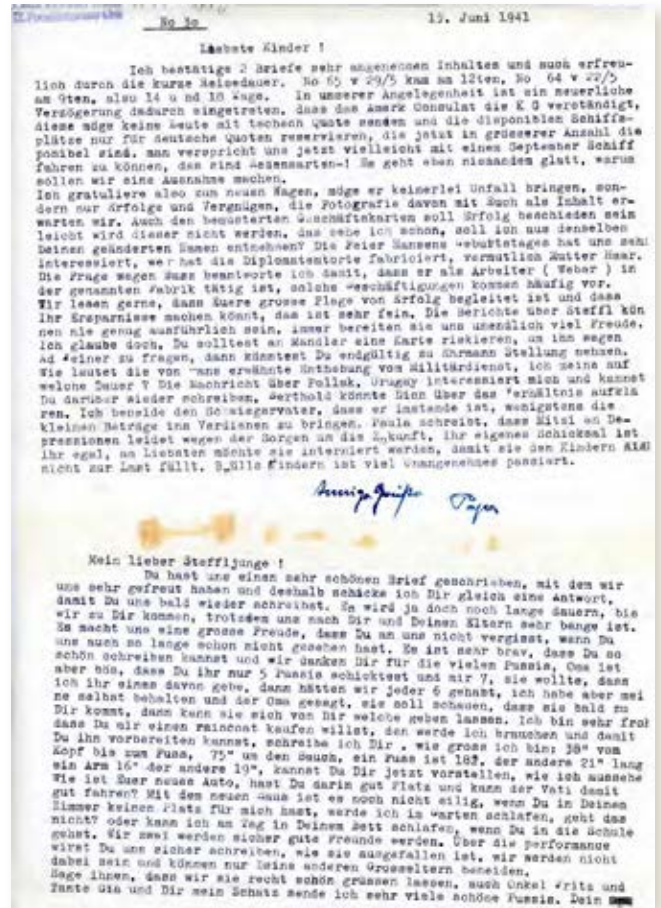 No 30
15. Juni 1941
Liebste Kinder !
Ich bestätige 2 Briefe sehr angenehmen Inhaltes und auch erfreu-
lich durch die kurze Reisedauer. No 65 v 29/5 kam am 12ten. No 64 v 22/5
am 9ten, also 14 und 18 Tage. In unserer Angelegenheit ist ein neuerliche
Verzögerung dadurch eingetreten, dass das Amerk Consulat die K G verständigt,
diese möge keine Leute mit tschech Quote senden und die disponiblen Schiffs-
plätze nur für deutsche Quoten reservieren, die jetzt in grösserer Anzahl die
ponibel sind, man verspricht uns jetzt vielleicht mit einem September Schiff
fahren zu können, das sind Redensarten-! Es geht eben niemandem glatt, warum
sollen wir eine Ausnahme machen.
Ich gratuliere also zum neuen Wagen, möge er keinerlei Unfall bringen, son-
dern nur Erfolge und Vergnügen, die Fotografie davon mit Euch als Inhalt er-
warten wir. Auch den bemusterten Geschäftskarten soll Erfolg beschieden sein
leicht wird dieser nicht werden, das sehe ich schon, soll ich aus denselben
Deinen geänderten Namen entnehmen? Die Feier Hansens Geburtstages hat uns sehr
interessiert, wer hat die Diplomatentorte fabriciert, vermutlich Mutter Haar.
Die Frage wegen Suss beantworte ich damit, dass er als Arbeiter ( Weber ) in
der genannten Fabrik tätig ist, solche Beschäftigungen kommen häufig vor.
Wir lesen gerne, dass Euere grosse Plage von Erfolg begleitet ist und dass
Ihr Ersparnisse machen könnt, das ist sehr fein. Die Berichte über Steffl kön
nen nie genug ausführlich sein, immer bereiten sie uns unendlich viel Freude.
Ich glaube doch, Du solltest an Mandler eine Karte riskieren, um ihn wegen
Ad einer zu fragen, dann könntest Du endgültig zu Ehrmann Stellung nehmen.
Wie lautet die von Hans erwähnte Enthebung vom Militärdienst, ich meine auf
welche Dauer ? Die Nachricht über Pollak, Urugay interessiert mich und kannst
Du darüber wieder schreiben. Berthold könnte Dich über das Verhältnis aufklä
ren. Ich beneide den Schwiegervater, dass er imstande ist, wenigstens die
kleinen Beträge ins Verdienen zu bringen. Paula schreibt, dass Mitzi an De-
pressionen leidet wegen der Sorgen um die Zukunft, ihr eigenes Schicksal ist
ihr egal, am Liebsten möchte sie interniert werden, damit sie den Kindern
nicht zur Last fällt. Kindern ist viel Unangenehmes passiert.
Innige Grüsse Papa
Mein lieber Steffljunge !
Du hast uns einen sehr schönen Brief geschrieben, mit dem wir
uns sehr gefreut haben und deshalb schicke ich Dir gleich eine Antwort,
damit Du uns bald wieder schreibst. Es wird ja doch noch lange dauern, bis
wir zu Dir kommen, trotzdem uns nach Dir und Deinen Eltern sehr bange ist.
Es macht uns eine grosse Freude, dass Du an uns nicht vergisst, wenn Du
uns auch so lange schon nicht gesehen hast. Es ist sehr brav, dass Du so
schön schreiben kannst und wir danken Dir für die vielen Pussis, Oma ist
aber bös, dass Du ihr nur 5 Pussis schicktest und mir 7, sie wollte, dass
ich ihr eines davon gebe, dann hätten wir jeder 6 gehabt, ich habe aber mei
ne selbst behalten und der Oma gesagt, sie soll schauen, dass sie bald zu
Dir kommt, dann kann sie sich von Dir welche geben lassen. Ich bin sehr froh
dass Du mir einen raincoat kaufen willst, den werde ich brauchen und damit
Du ihn vorbereiten kannst, schreibe ich Dir , wie gross ich bin: 38" vom
Kopf bis zum Fuss, 75" um den Bauch, ein Fuss ist 18", der andere 21" lang
ein Arm 16" der andere 19", kannst Du Dir jetzt vorstellen, wie ich aussehe
Wie ist Euer neues Auto, hast Du darin gut Platz und kann der Vati damit
gut fahren? Mit dem neuen Haus ist es noch nicht eilig, wenn Du in Deinem
Zimmer keinen Platz für mich hast, werde ich im Garten schlafen, geht das
nicht? oder kann ich am Tag in Deinem Bett schlafen, wenn Du in die Schule
gehst. Wir zwei werden sicher gute Freunde werden. Über die performance
wirst Du uns sicher schreiben, wie sie ausgefallen ist, wir werden nicht
dabei sein und können nur Deine anderen Grosseltern beneiden.
Sage ihnen, dass wir sie recht schön grüssen lassen, auch Onkel Fritz und
Tante Gia und Dir mein Schatz sende ich sehr viele schöne Pussis. Dein